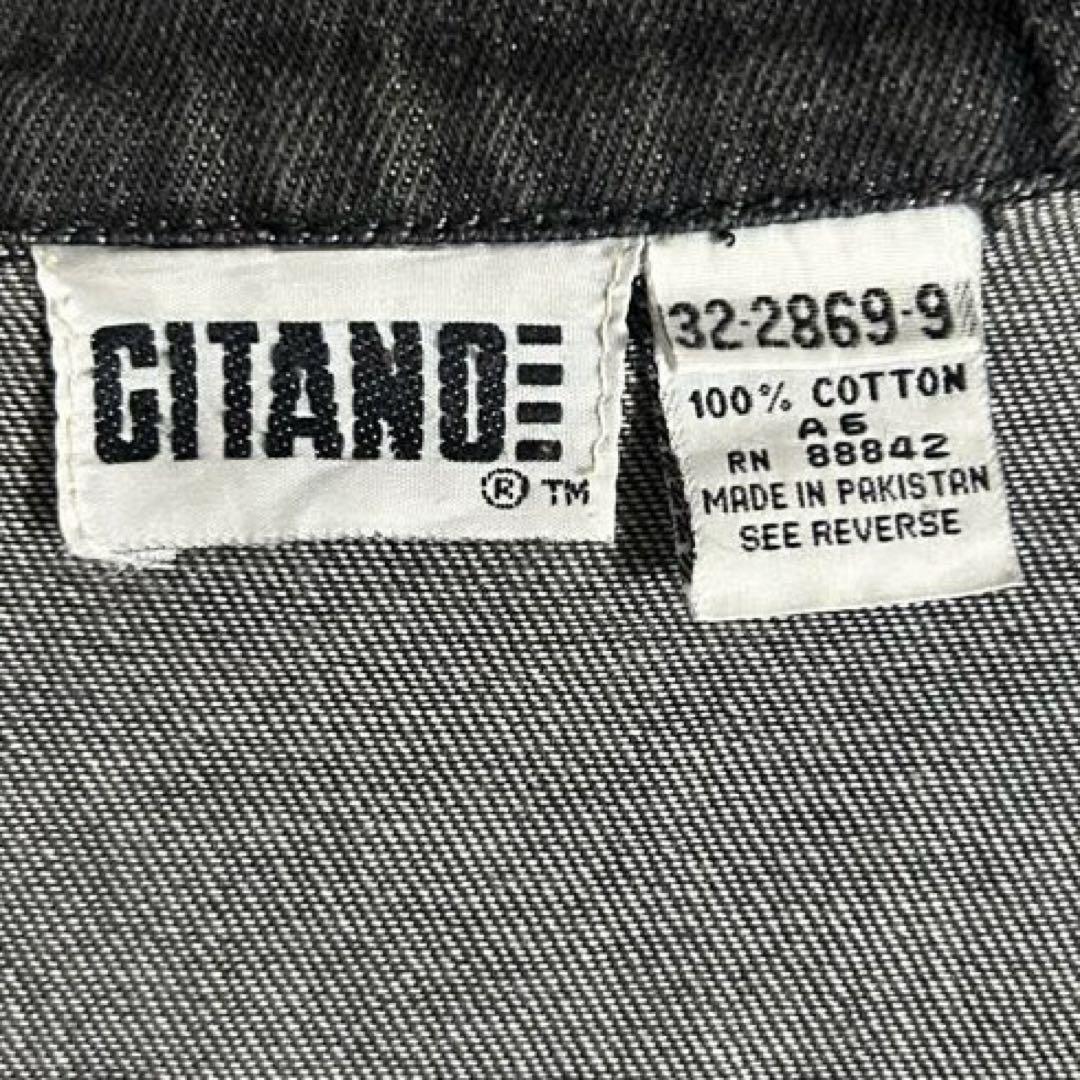 GITANO
® TM
32-2869-9
100% COTTON
A6
RN 88842
MADE IN PAKISTAN
SEE REVERSE